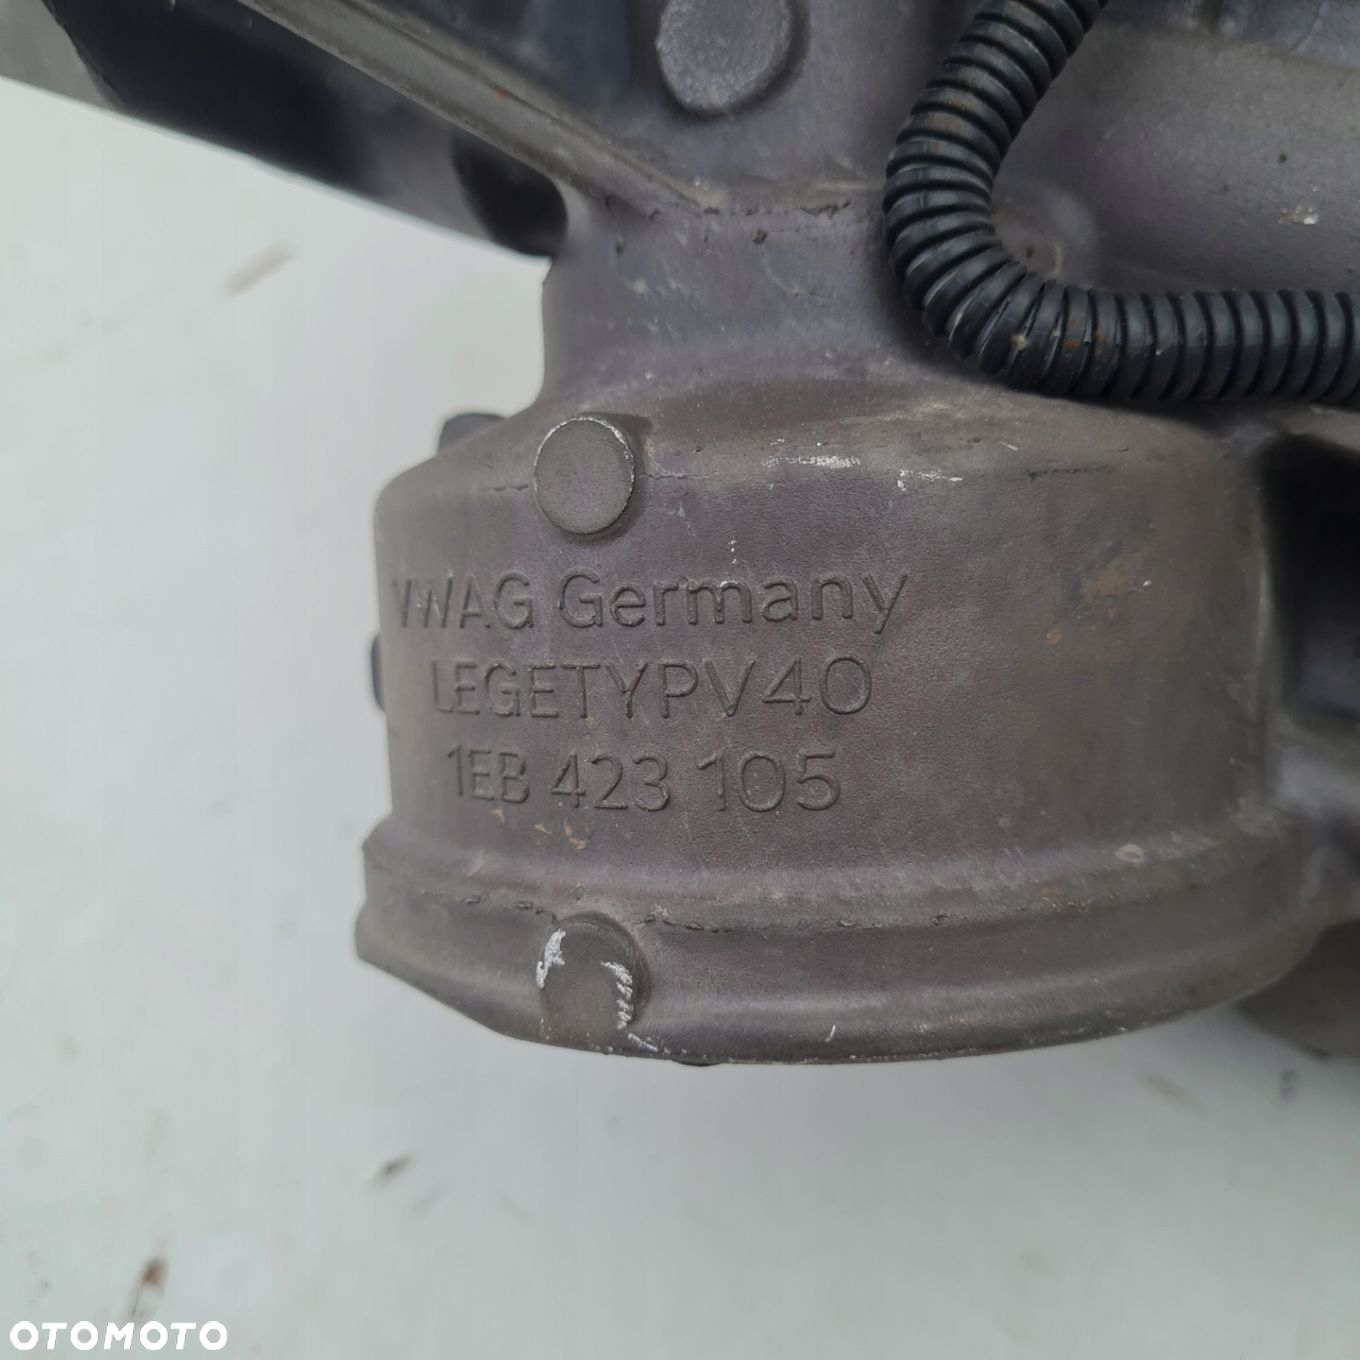 VWAG Germany
LEGETYPV40
1EB 423 105
OTOMOTO